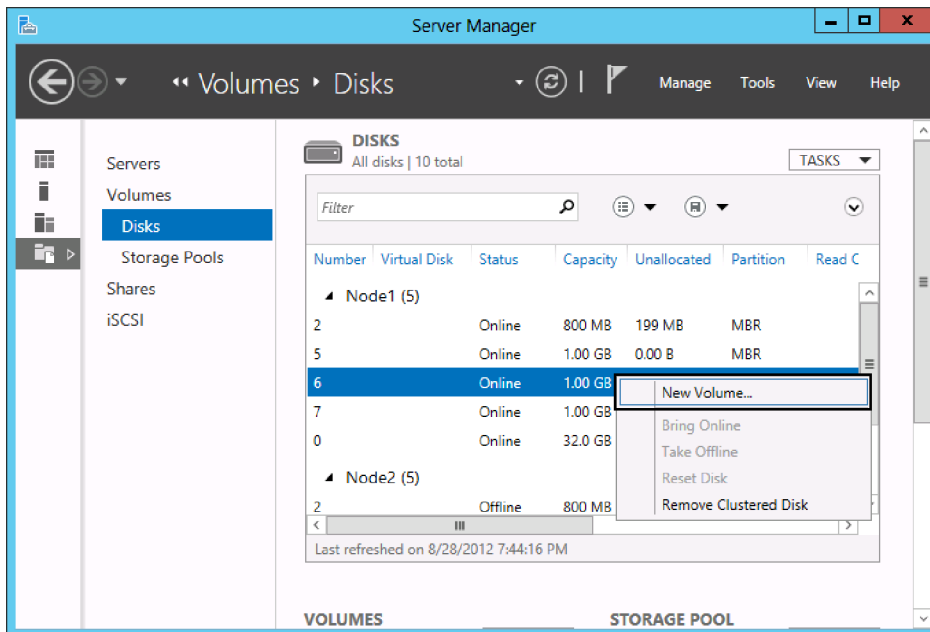 Server Manager
Volumes Disks
Manage Tools View Help
DISKS
All disks | 10 total
TASKS
Servers
Volumes
Disks
Storage Pools
Shares
iSCSI
Filter
Number Virtual Disk Status Capacity Unallocated Partition Read C
Node1 (5)
2 Online 800 MB 199 MB MBR
5 Online 1.00 GB 0.00 B MBR
6 Online 1.00 GB
7 Online 1.00 GB
0 Online 32.0 GB
Node2 (5)
2 Offline 800 MB
New Volume...
Bring Online
Take Offline
Reset Disk
Remove Clustered Disk
Last refreshed on 8/28/2012 7:44:16 PM
VOLUMES
STORAGE POOL